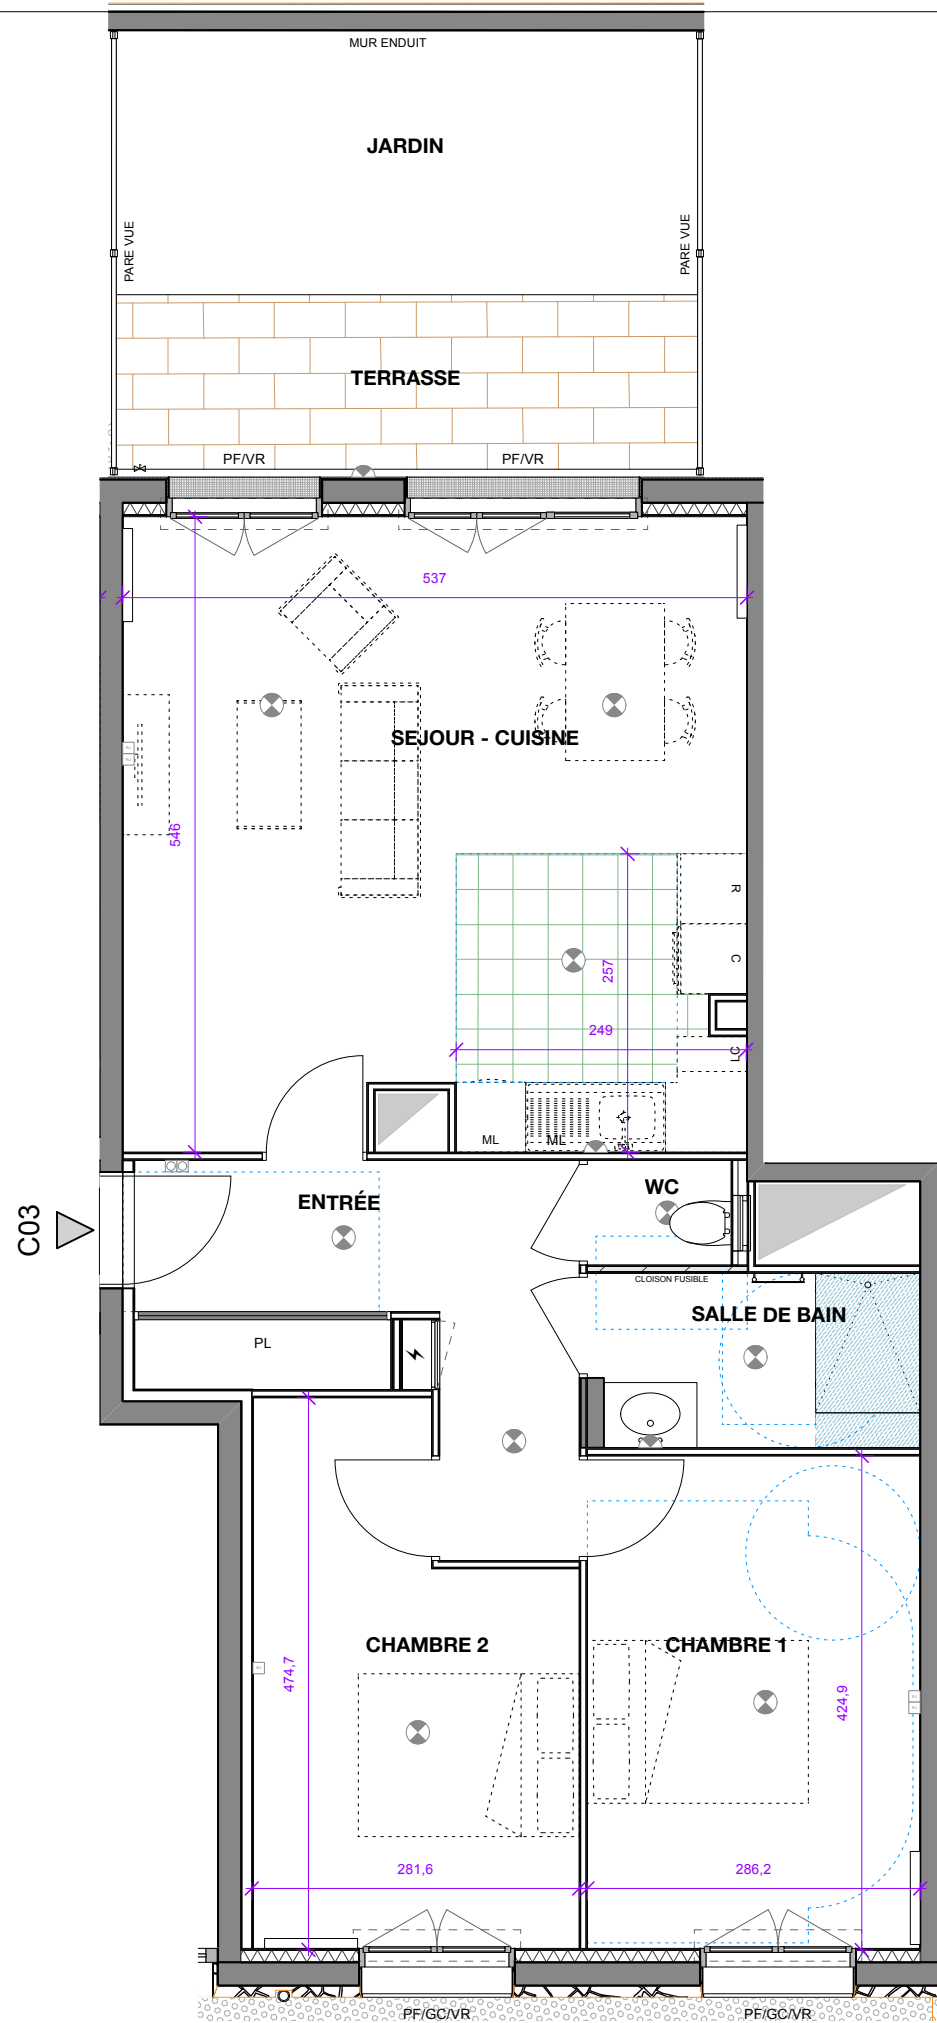 MUR ENDUIT
JARDIN
PARE VUE
PARE VUE
TERRASSE
PF/VR
PF/VR
537
SEJOUR - CUISINE
546
R
C
257
249
CL
ML
ML
ENTRÉE
WC
C03
CLOISON FUSIBLE
SALLE DE BAIN
PL
CHAMBRE 2
CHAMBRE 1
474,7
424,9
281,6
286,2
PF/GC/VR
PF/GC/VR